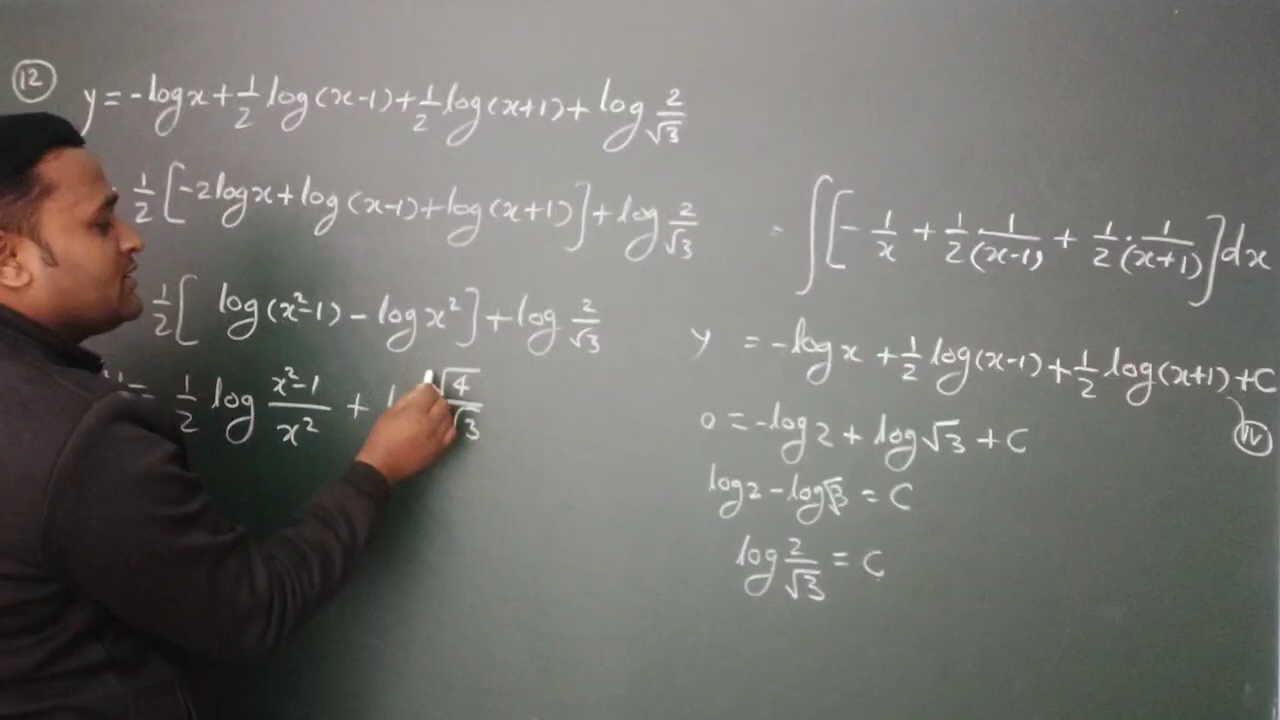 12
y = -log x + 1/2 log(x-1) + 1/2 log(x+1) + log 2/√3
1/2 [-2log x + log(x-1) + log(x+1)] + log 2/√3
1/2 [ log(x²-1) - log x² ] + log 2/√3
= 1/2 log x²-1/x² + √4/√3
= ∫[-1/x + 1/2 · 1/(x-1) + 1/2 · 1/(x+1)] dx
y = -log x + 1/2 log(x-1) + 1/2 log(x+1) + C
0 = -log 2 + log √3 + C
log 2 - log √3 = C
log 2/√3 = C